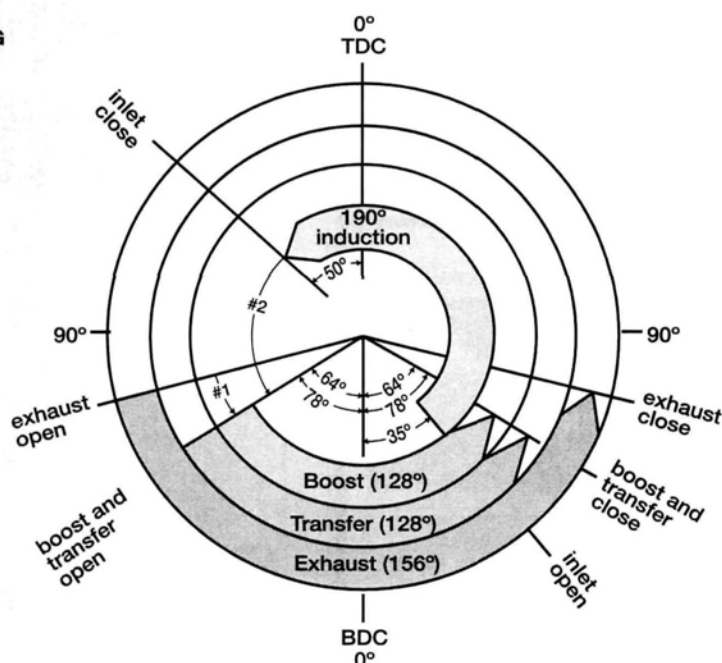 G
0°
TDC
inlet
close
190°
induction
50°
#2
90°
90°
#1
64°
64°
78°
78°
35°
exhaust
open
exhaust
close
Boost (128°)
Transfer (128°)
Exhaust (156°)
boost and
transfer
open
boost and
transfer
close
inlet
open
BDC
0°